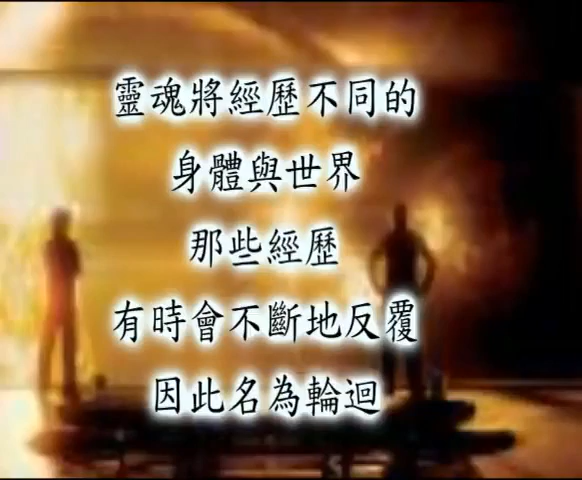 靈魂將經歷不同的
身體與世界
那些經歷
有時會不斷地反覆
因此名為輪迴